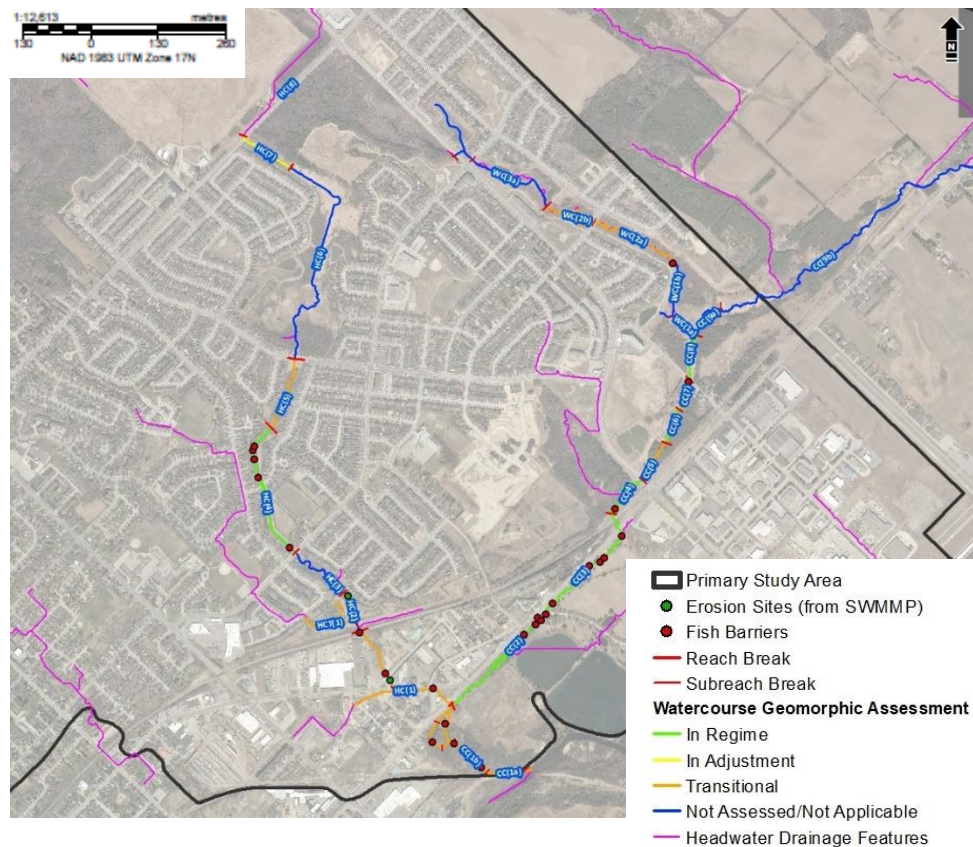 1:12,613 metres
130 0 130 260
NAD 1983 UTM Zone 17N
N
HC(8)
HC(7)
WC(3a)
WC(2b)
WC(2a)
HC(6)
CC(9b)
WC(1b)
WC(1a)
CC(9a)
CC(8)
CC(7)
HC(5)
CC(6)
CC(5)
HC(4)
CC(4)
HC(3)
CC(3)
HC(2)
HCT(1)
CC(2)
HC(1)
CC(1b)
CC(1a)
Primary Study Area
Erosion Sites (from SWMMP)
Fish Barriers
Reach Break
Subreach Break
Watercourse Geomorphic Assessment
In Regime
In Adjustment
Transitional
Not Assessed/Not Applicable
Headwater Drainage Features